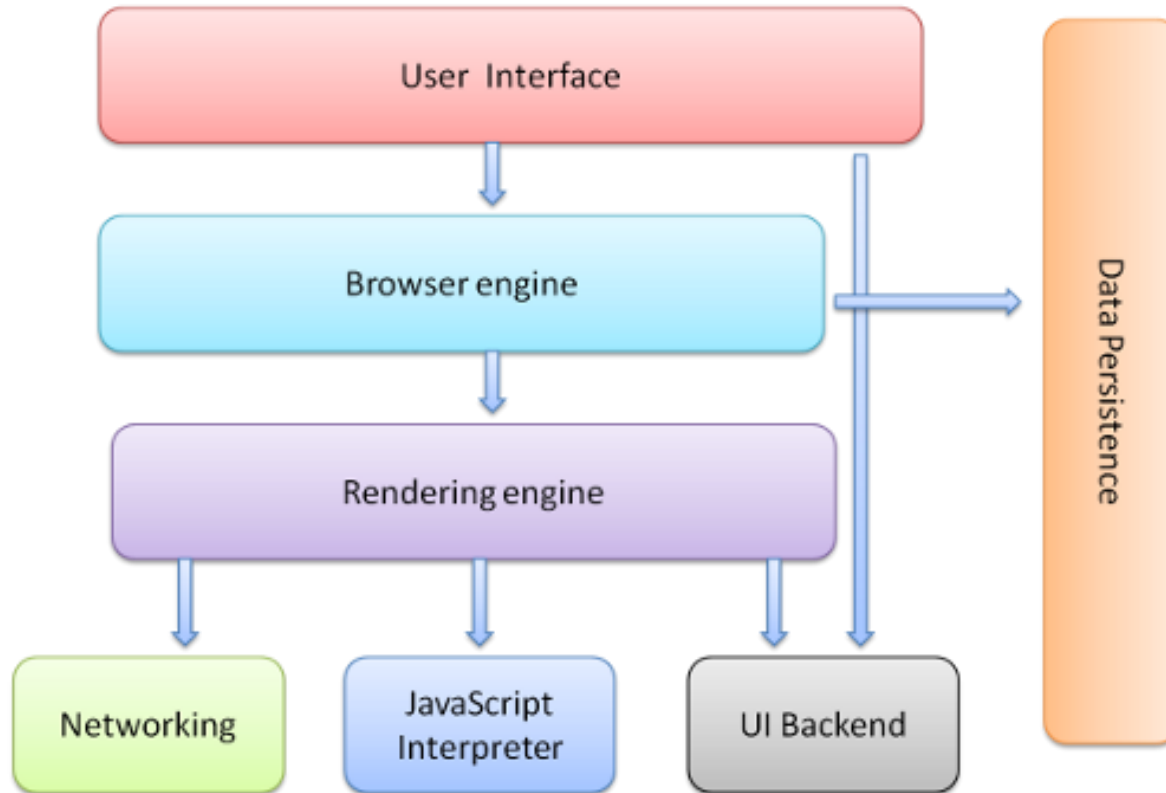 User Interface
Browser engine
Data Persistence
Rendering engine
Networking
JavaScript
Interpreter
UI Backend